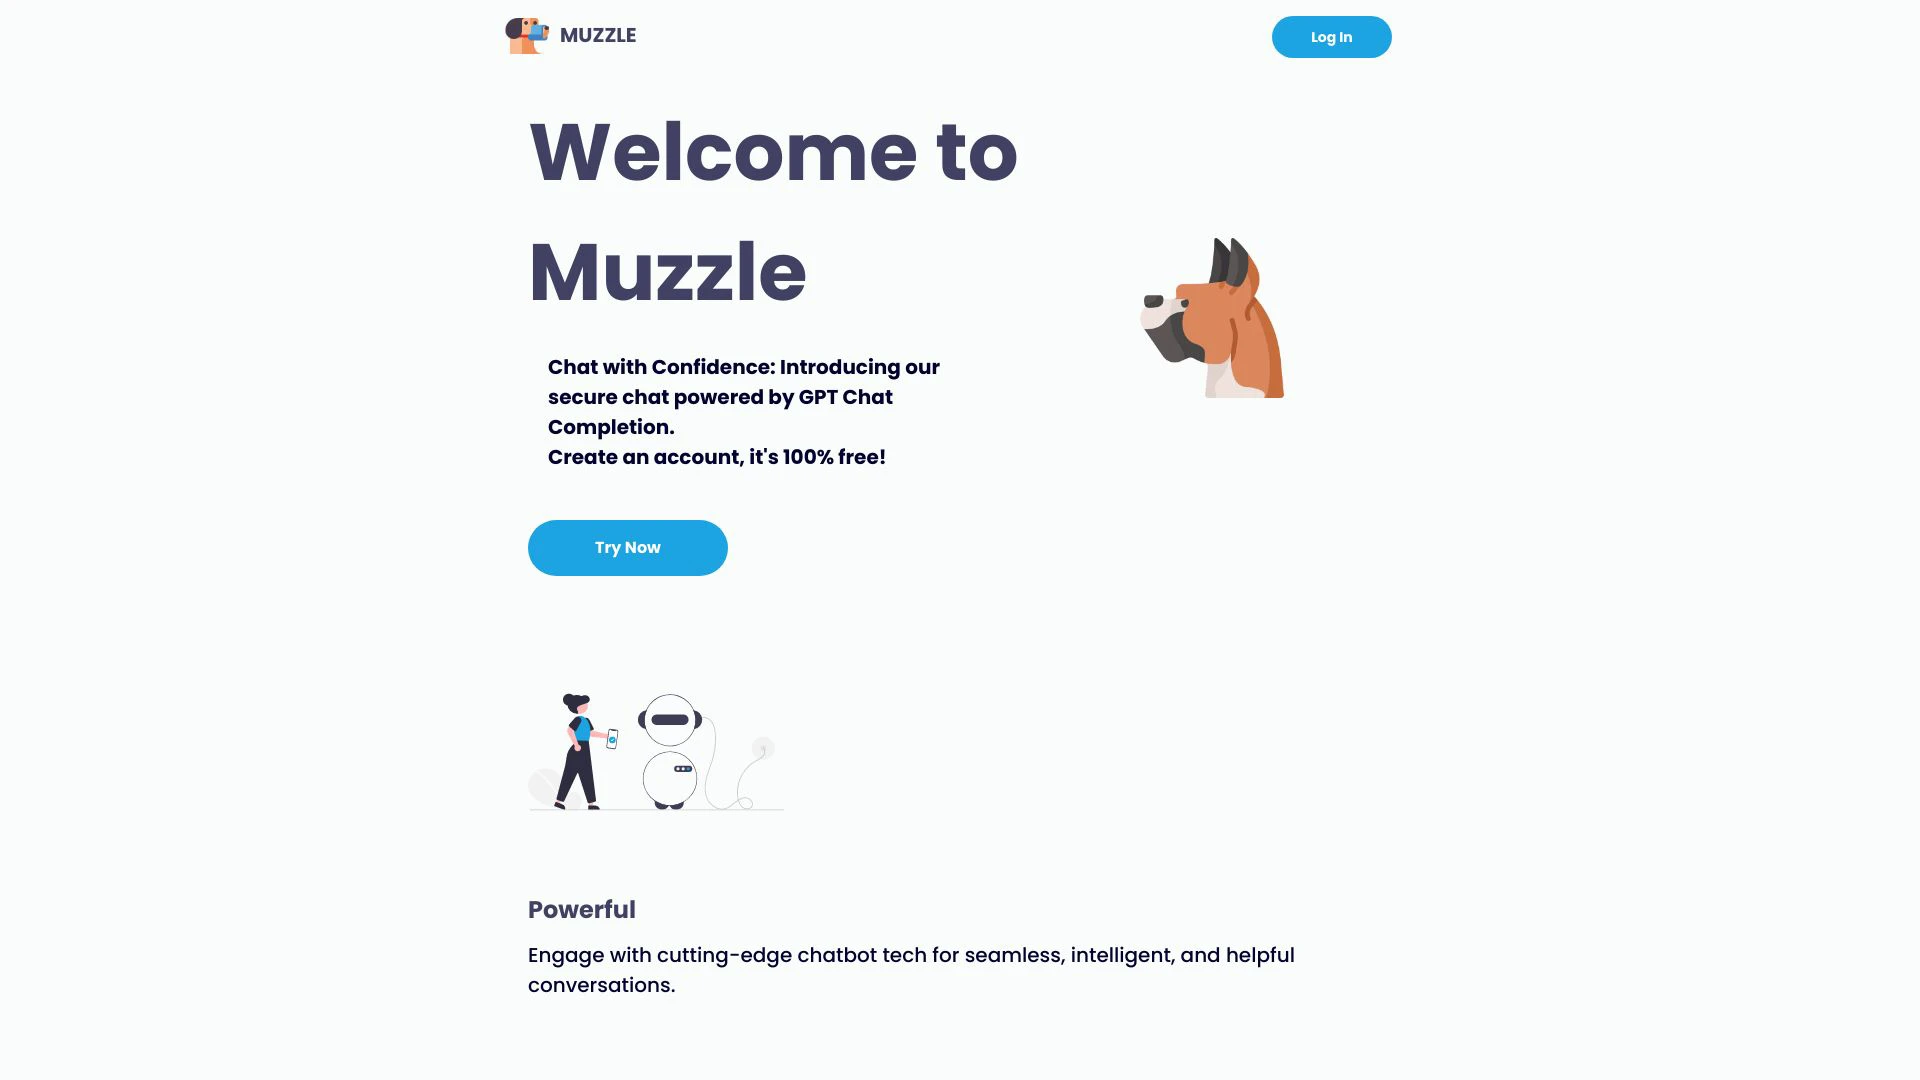 MUZZLE
Log In
Welcome to
Muzzle
Chat with Confidence: Introducing our
secure chat powered by GPT Chat
Completion.
Create an account, it's 100% free!
Try Now
Powerful
Engage with cutting-edge chatbot tech for seamless, intelligent, and helpful
conversations.